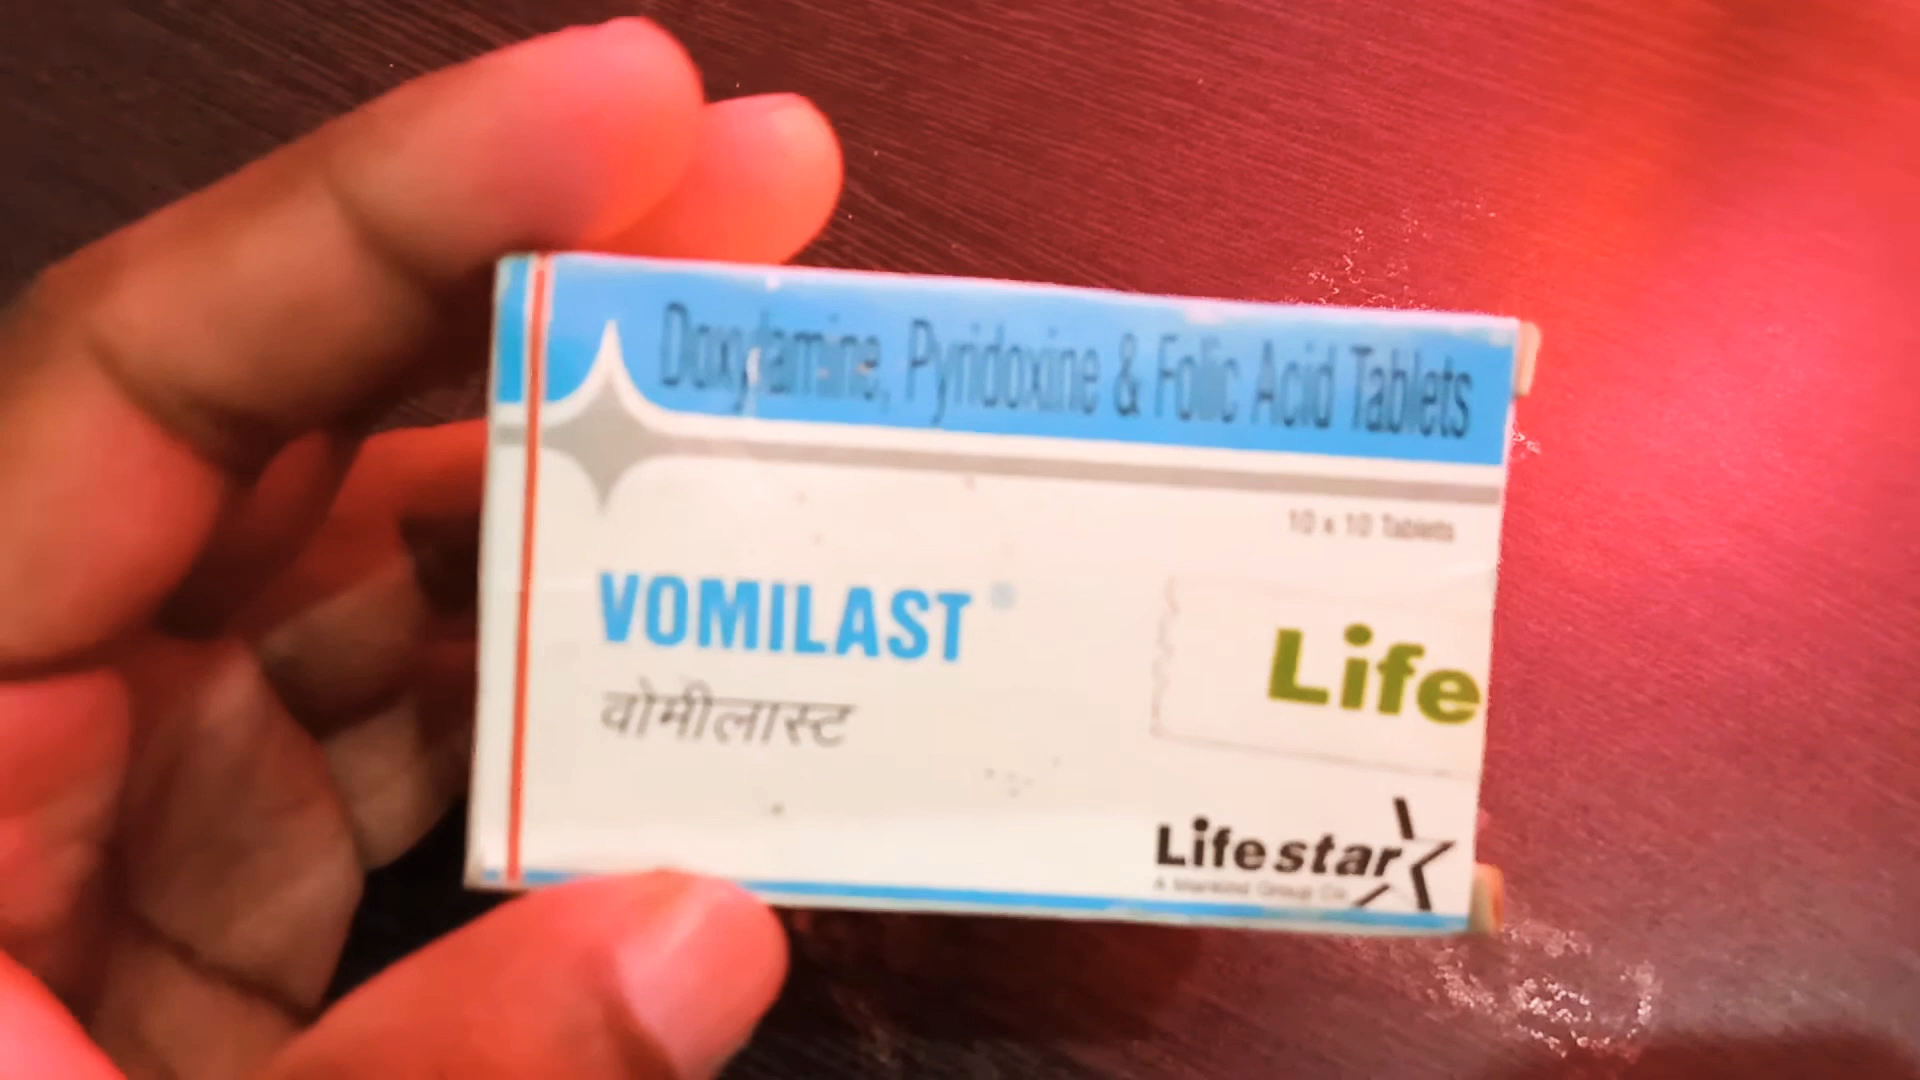 Doxylamine, Pyridoxine & Folic Acid Tablets
10 x 10 Tablets
VOMILAST
वोमीलास्ट
Life
Lifestar
A Mankind Group Co.